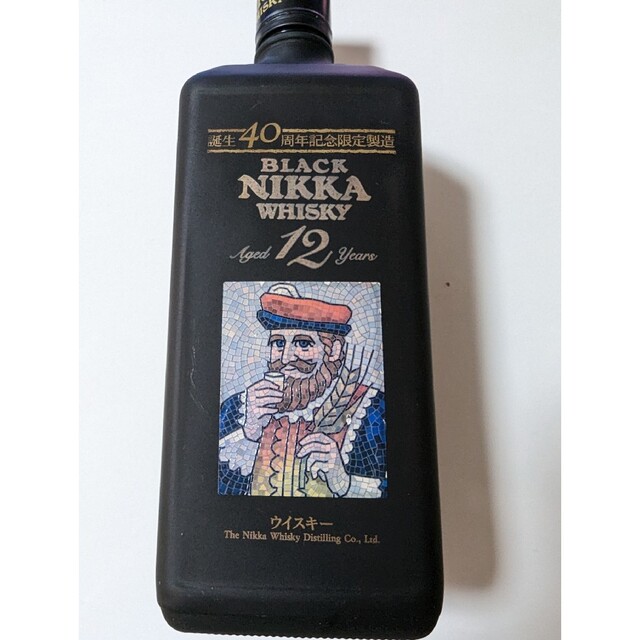 WHISKY
誕生40周年記念限定製造
BLACK
NIKKA
WHISKY
Aged 12 Years
ウイスキー
The Nikka Whisky Distilling Co., Ltd.